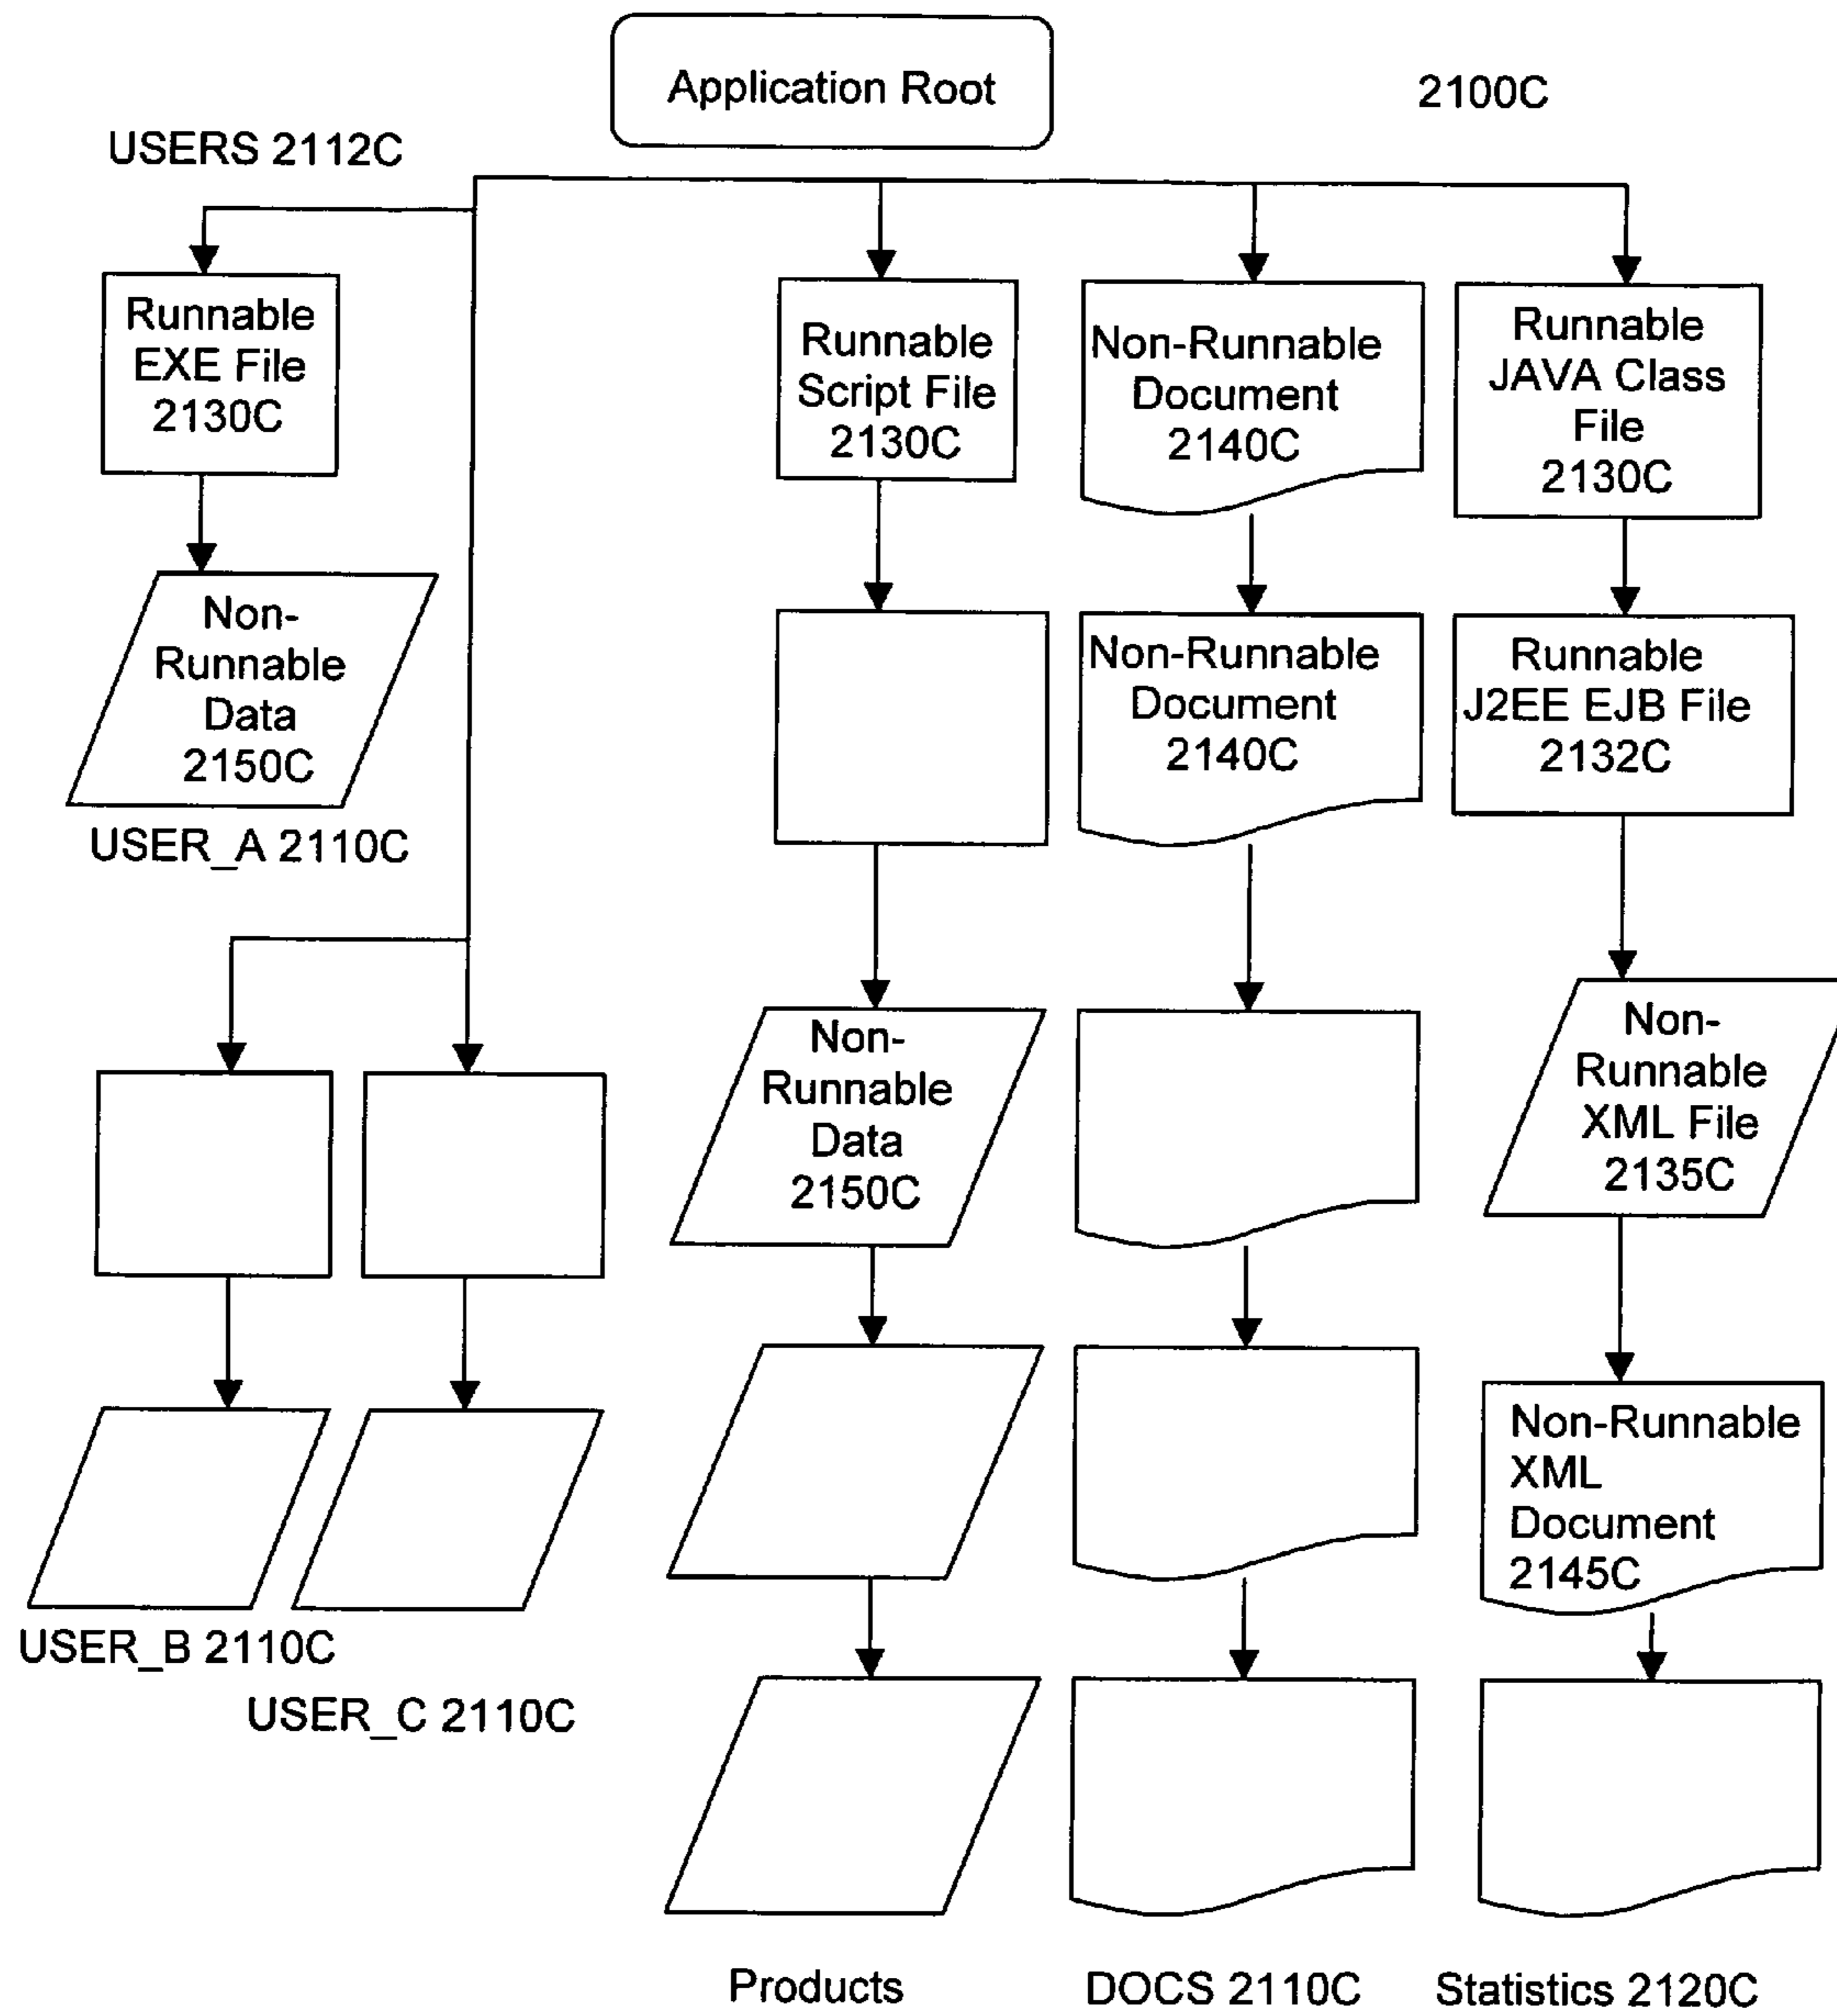 Application Root
2100C
USERS 2112C
Runnable
EXE File
2130C
Non-
Runnable
Data
2150C
USER_A 2110C
USER_B 2110C
USER_C 2110C
Runnable
Script File
2130C
Non-
Runnable
Data
2150C
Products
Non-Runnable
Document
2140C
Non-Runnable
Document
2140C
DOCS 2110C
Runnable
JAVA Class
File
2130C
Runnable
J2EE EJB File
2132C
Non-
Runnable
XML File
2135C
Non-Runnable
XML
Document
2145C
Statistics 2120C